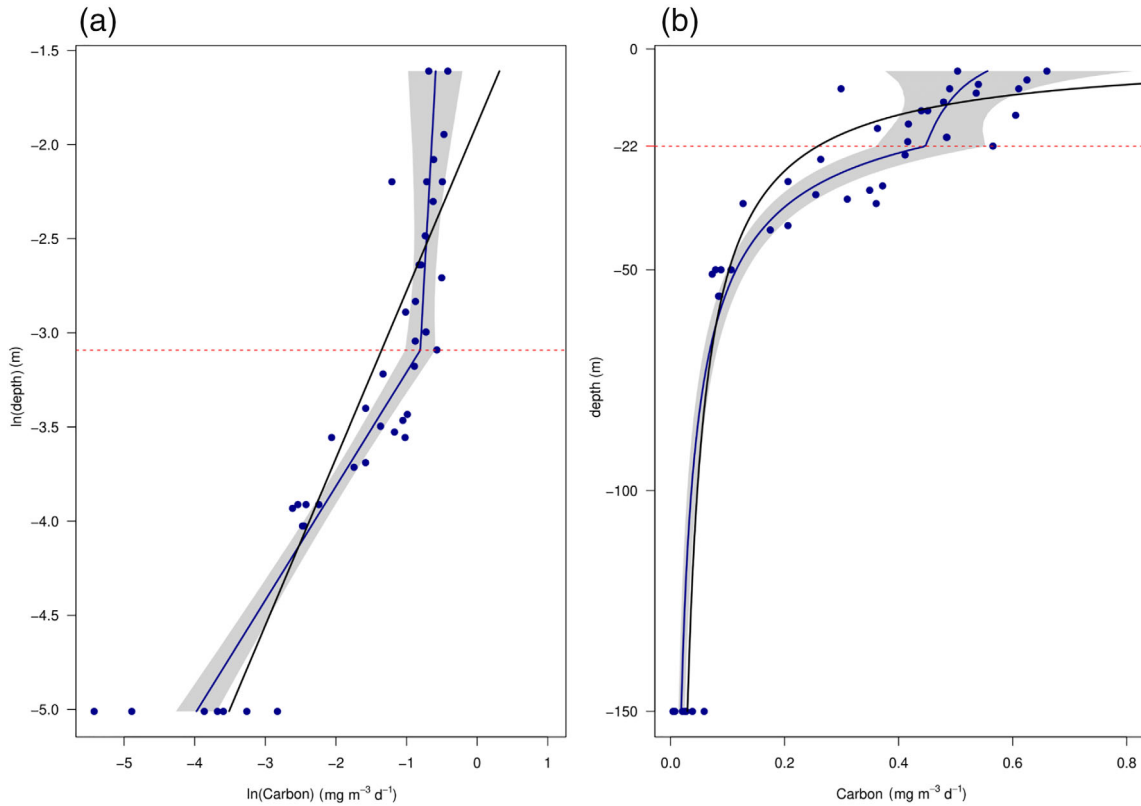 (a)
(b)
−1.5
−2.0
−2.5
−3.0
−3.5
−4.0
−4.5
−5.0
ln(depth) (m)
−5 −4 −3 −2 −1 0 1
ln(Carbon) (mg m⁻³ d⁻¹)
0
−22
−50
−100
−150
depth (m)
0.0 0.2 0.4 0.6 0.8
Carbon (mg m⁻³ d⁻¹)